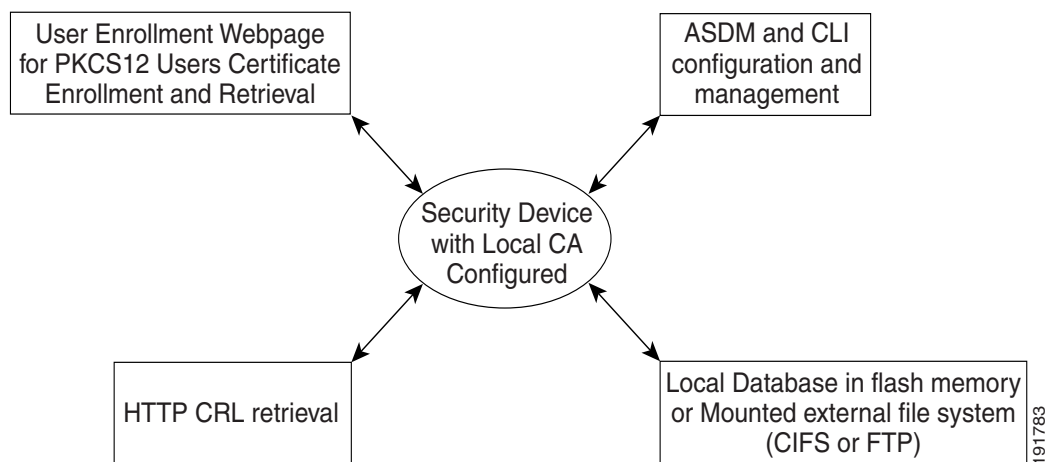 User Enrollment Webpage
for PKCS12 Users Certificate
Enrollment and Retrieval
ASDM and CLI
configuration and
management
Security Device
with Local CA
Configured
HTTP CRL retrieval
Local Database in flash memory
or Mounted external file system
(CIFS or FTP)
191783